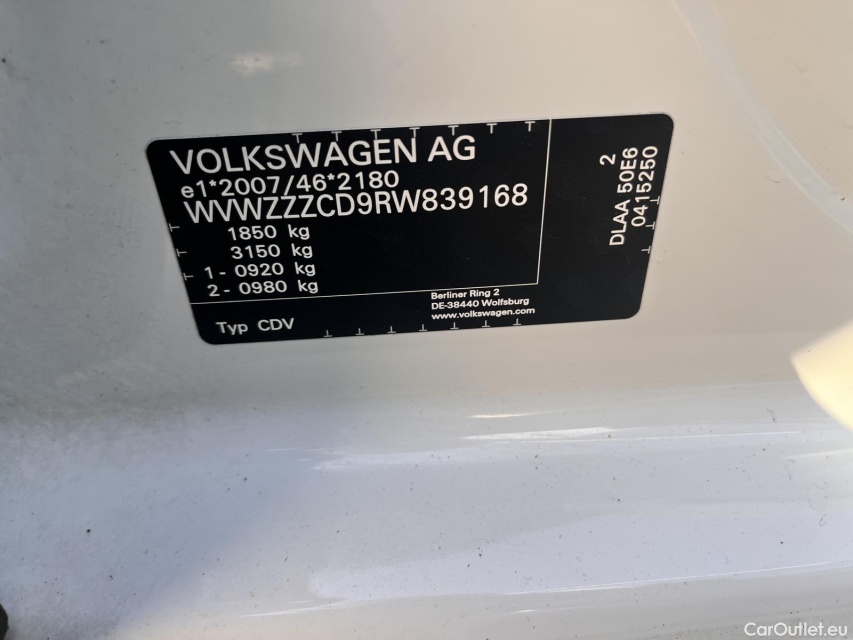 VOLKSWAGEN AG
e1*2007/46*2180
WVWZZZCD9RW839168
1850 kg
3150 kg
1 - 0920 kg
2 - 0980 kg
Typ CDV
Berliner Ring 2
DE-38440 Wolfsburg
www.volkswagen.com
2
DLAA 50E6
0415250
CarOutlet.eu